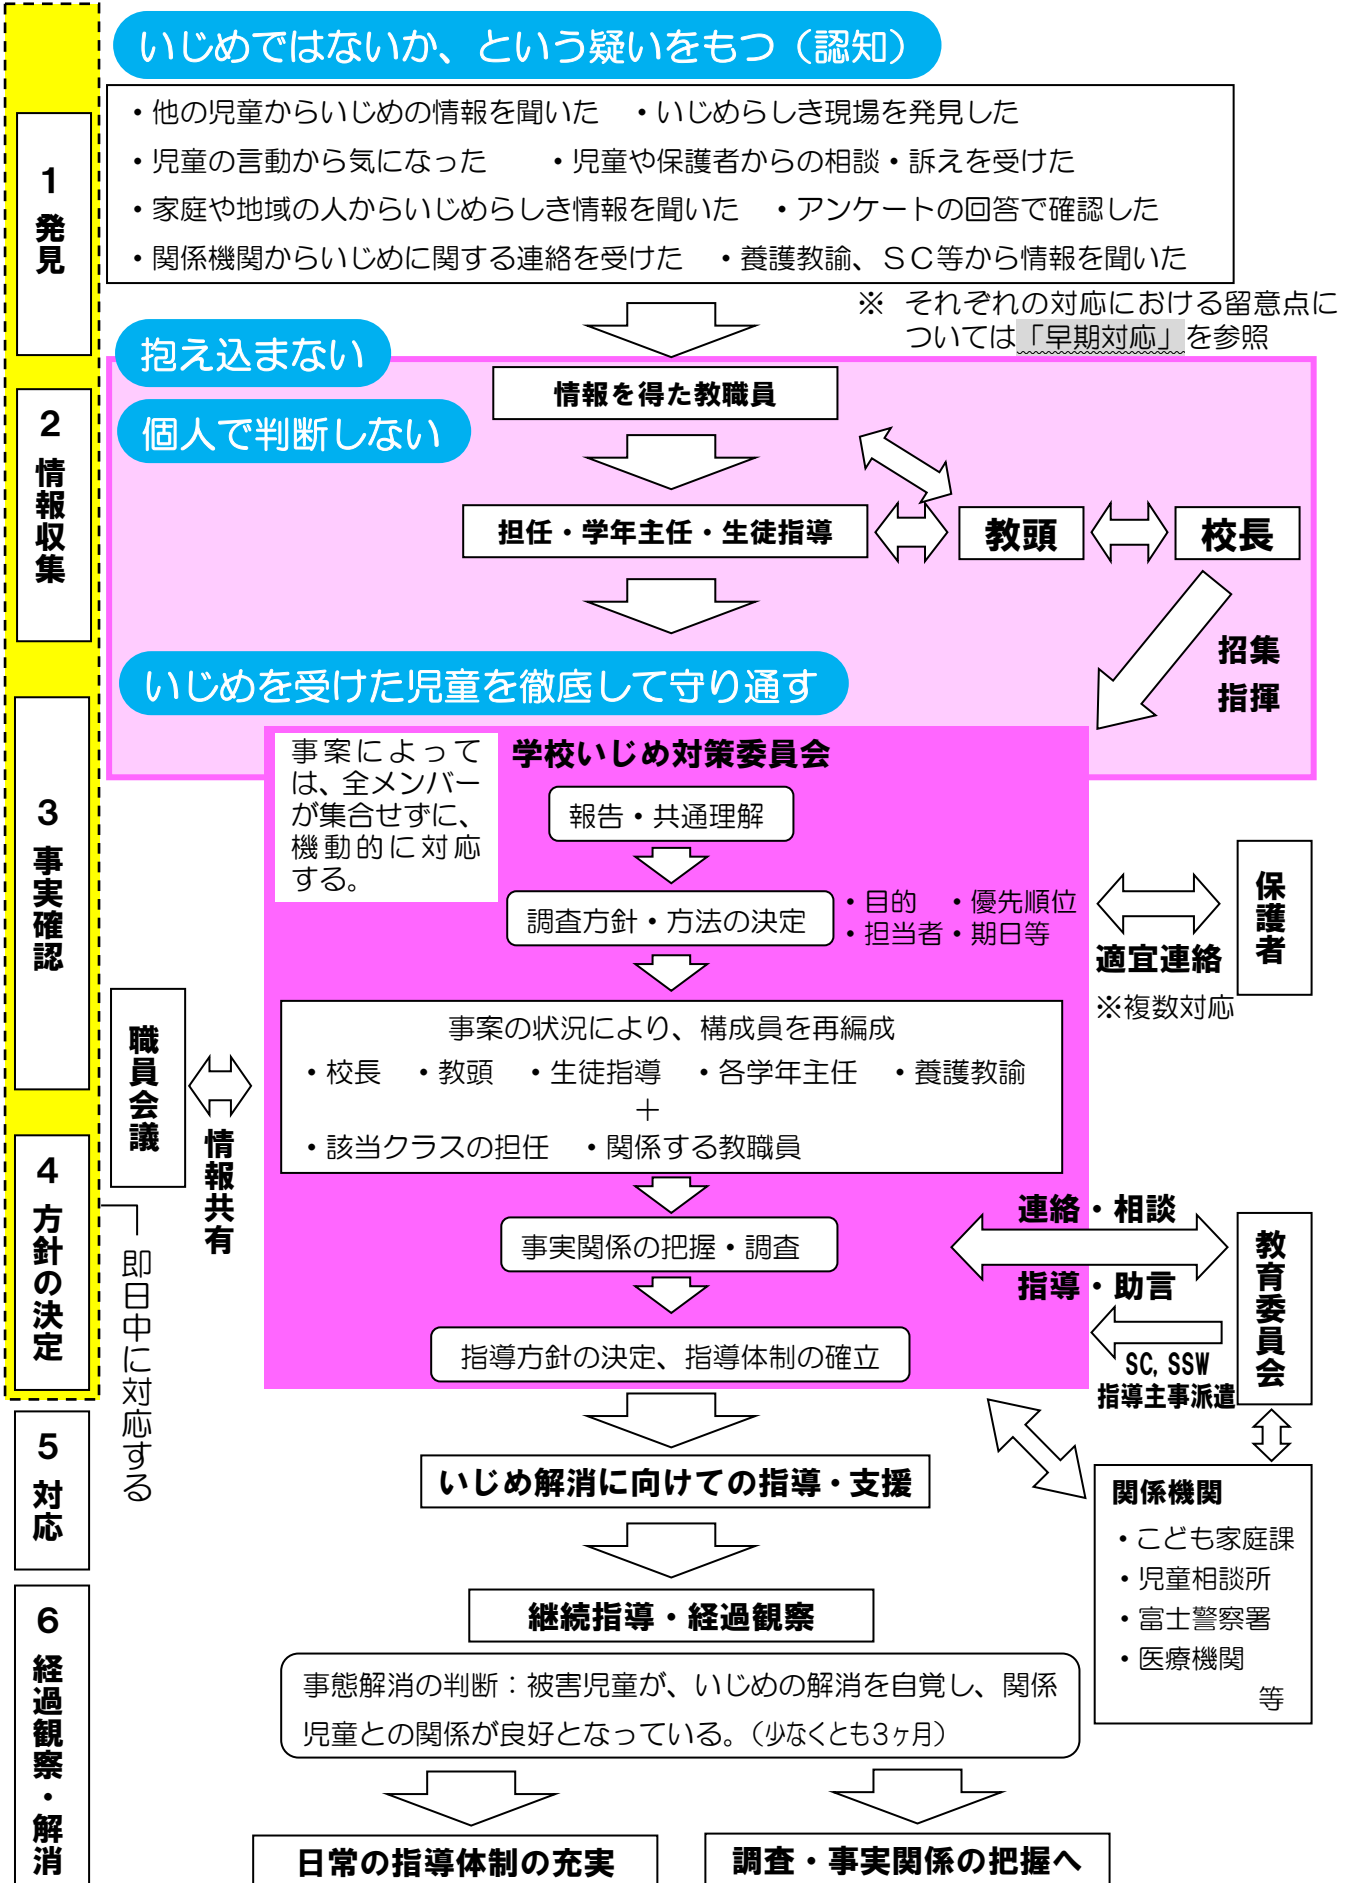 いじめではないか、という疑いをもつ（認知）
１ 発見
・他の児童からいじめの情報を聞いた　・いじめらしき現場を発見した
・児童の言動から気になった　　・児童や保護者からの相談・訴えを受けた
・家庭や地域の人からいじめらしき情報を聞いた　・アンケートの回答で確認した
・関係機関からいじめに関する連絡を受けた　・養護教諭、ＳＣ等から情報を聞いた
※　それぞれの対応における留意点に
ついては「早期対応」を参照
抱え込まない
２ 情報収集
情報を得た教職員
個人で判断しない
担任・学年主任・生徒指導
教頭
校長
招集
指揮
いじめを受けた児童を徹底して守り通す
３ 事実確認
事案によって
は、全メンバー
が集合せずに、
機動的に対応
する。
学校いじめ対策委員会
報告・共通理解
調査方針・方法の決定
・目的　・優先順位
・担当者・期日等
適宜連絡
※複数対応
保護者
職員会議
情報共有
事案の状況により、構成員を再編成
・校長　・教頭　・生徒指導　・各学年主任　・養護教諭
＋
・該当クラスの担任　・関係する教職員
４ 方針の決定
即日中に対応する
事実関係の把握・調査
連絡・相談
指導・助言
教育委員会
SC, SSW
指導主事派遣
指導方針の決定、指導体制の確立
５ 対応
いじめ解消に向けての指導・支援
関係機関
・こども家庭課
・児童相談所
・富士警察署
・医療機関
等
６ 経過観察・解消
継続指導・経過観察
事態解消の判断：被害児童が、いじめの解消を自覚し、関係
児童との関係が良好となっている。（少なくとも3ヶ月）
日常の指導体制の充実
調査・事実関係の把握へ